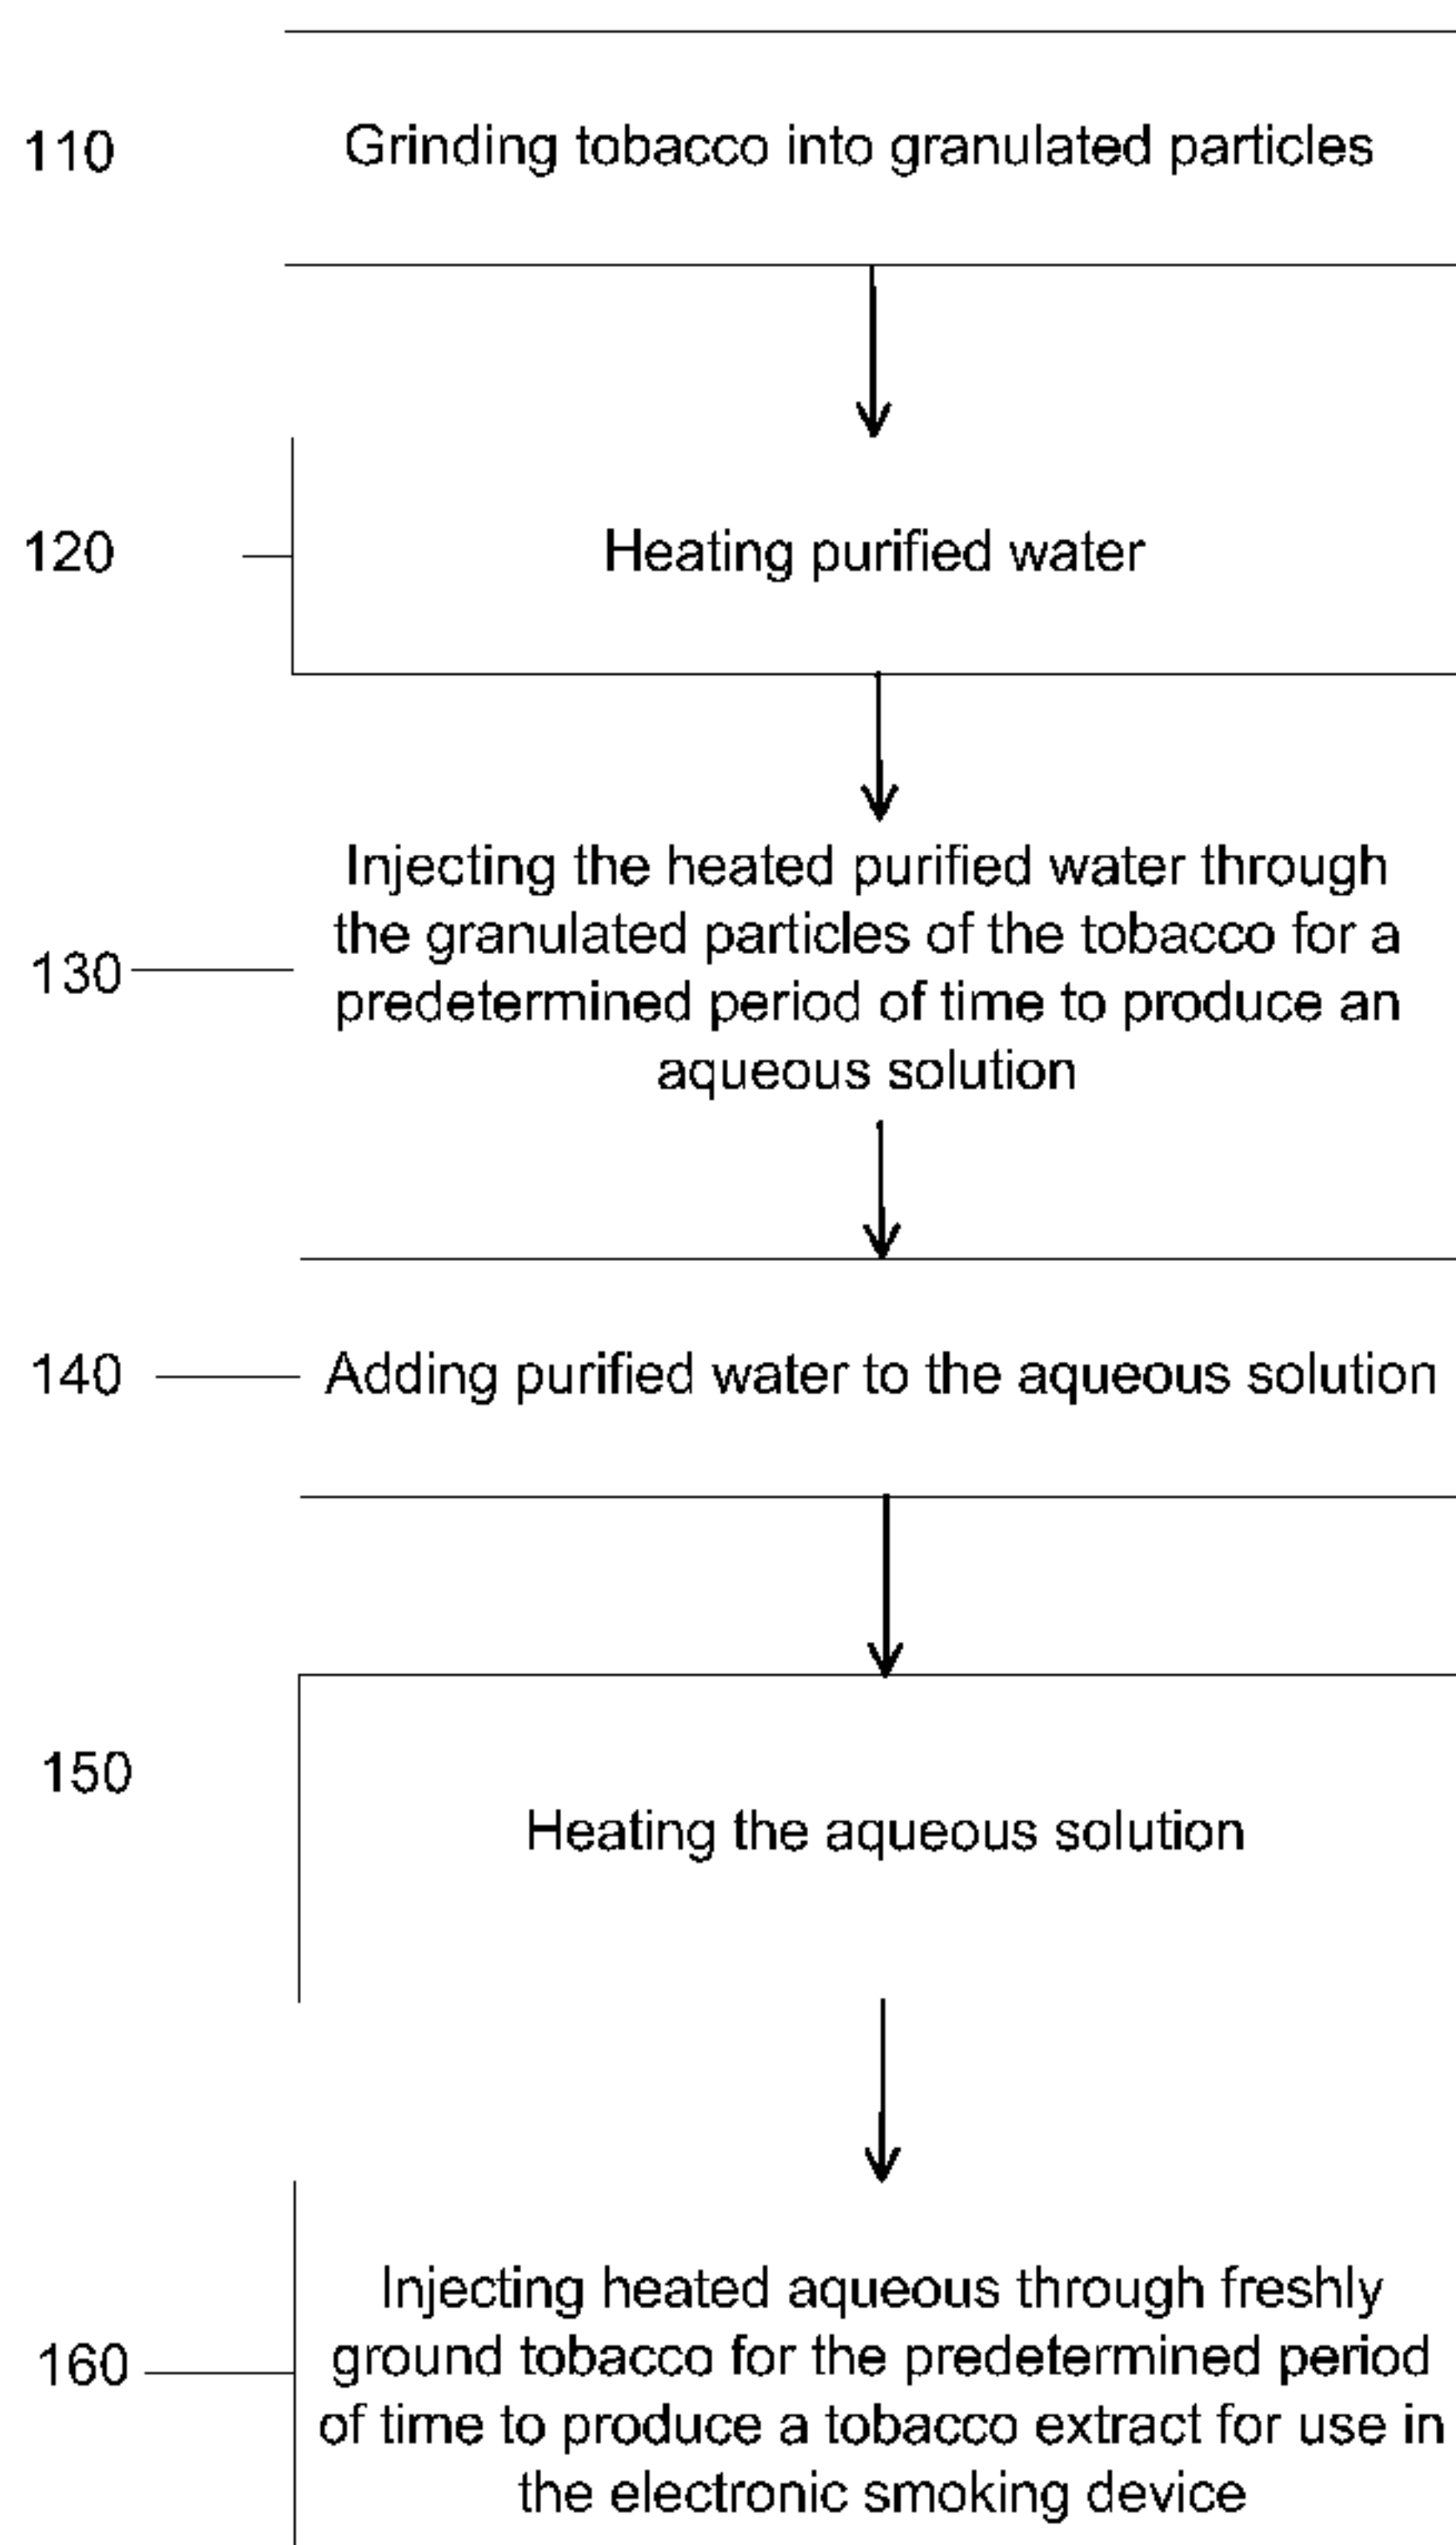 110
Grinding tobacco into granulated particles
120
Heating purified water
Injecting the heated purified water through
the granulated particles of the tobacco for a
130
predetermined period of time to produce an
aqueous solution
140
Adding purified water to the aqueous solution
150
Heating the aqueous solution
Injecting heated aqueous through freshly
160
ground tobacco for the predetermined period
of time to produce a tobacco extract for use in
the electronic smoking device